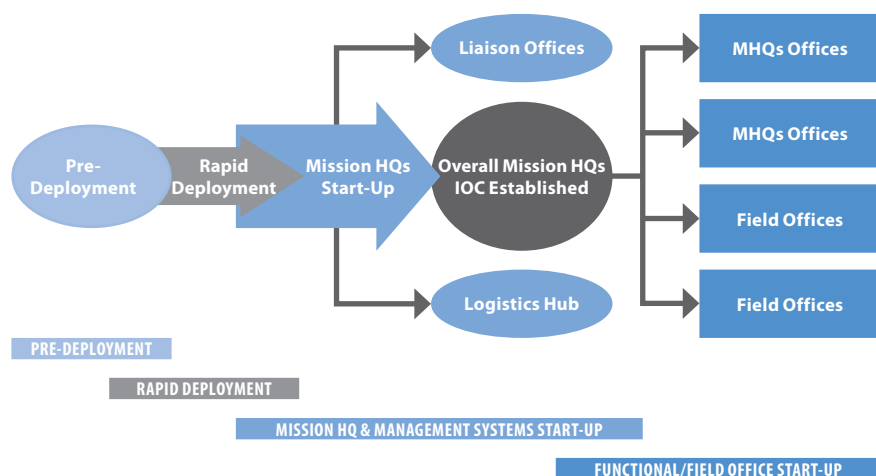 Liaison Offices
MHQs Offices
MHQs Offices
Pre-
Deployment
Rapid
Deployment
Mission HQs
Start-Up
Overall Mission HQs
IOC Established
Field Offices
Logistics Hub
Field Offices
PRE-DEPLOYMENT
RAPID DEPLOYMENT
MISSION HQ & MANAGEMENT SYSTEMS START-UP
FUNCTIONAL/FIELD OFFICE START-UP